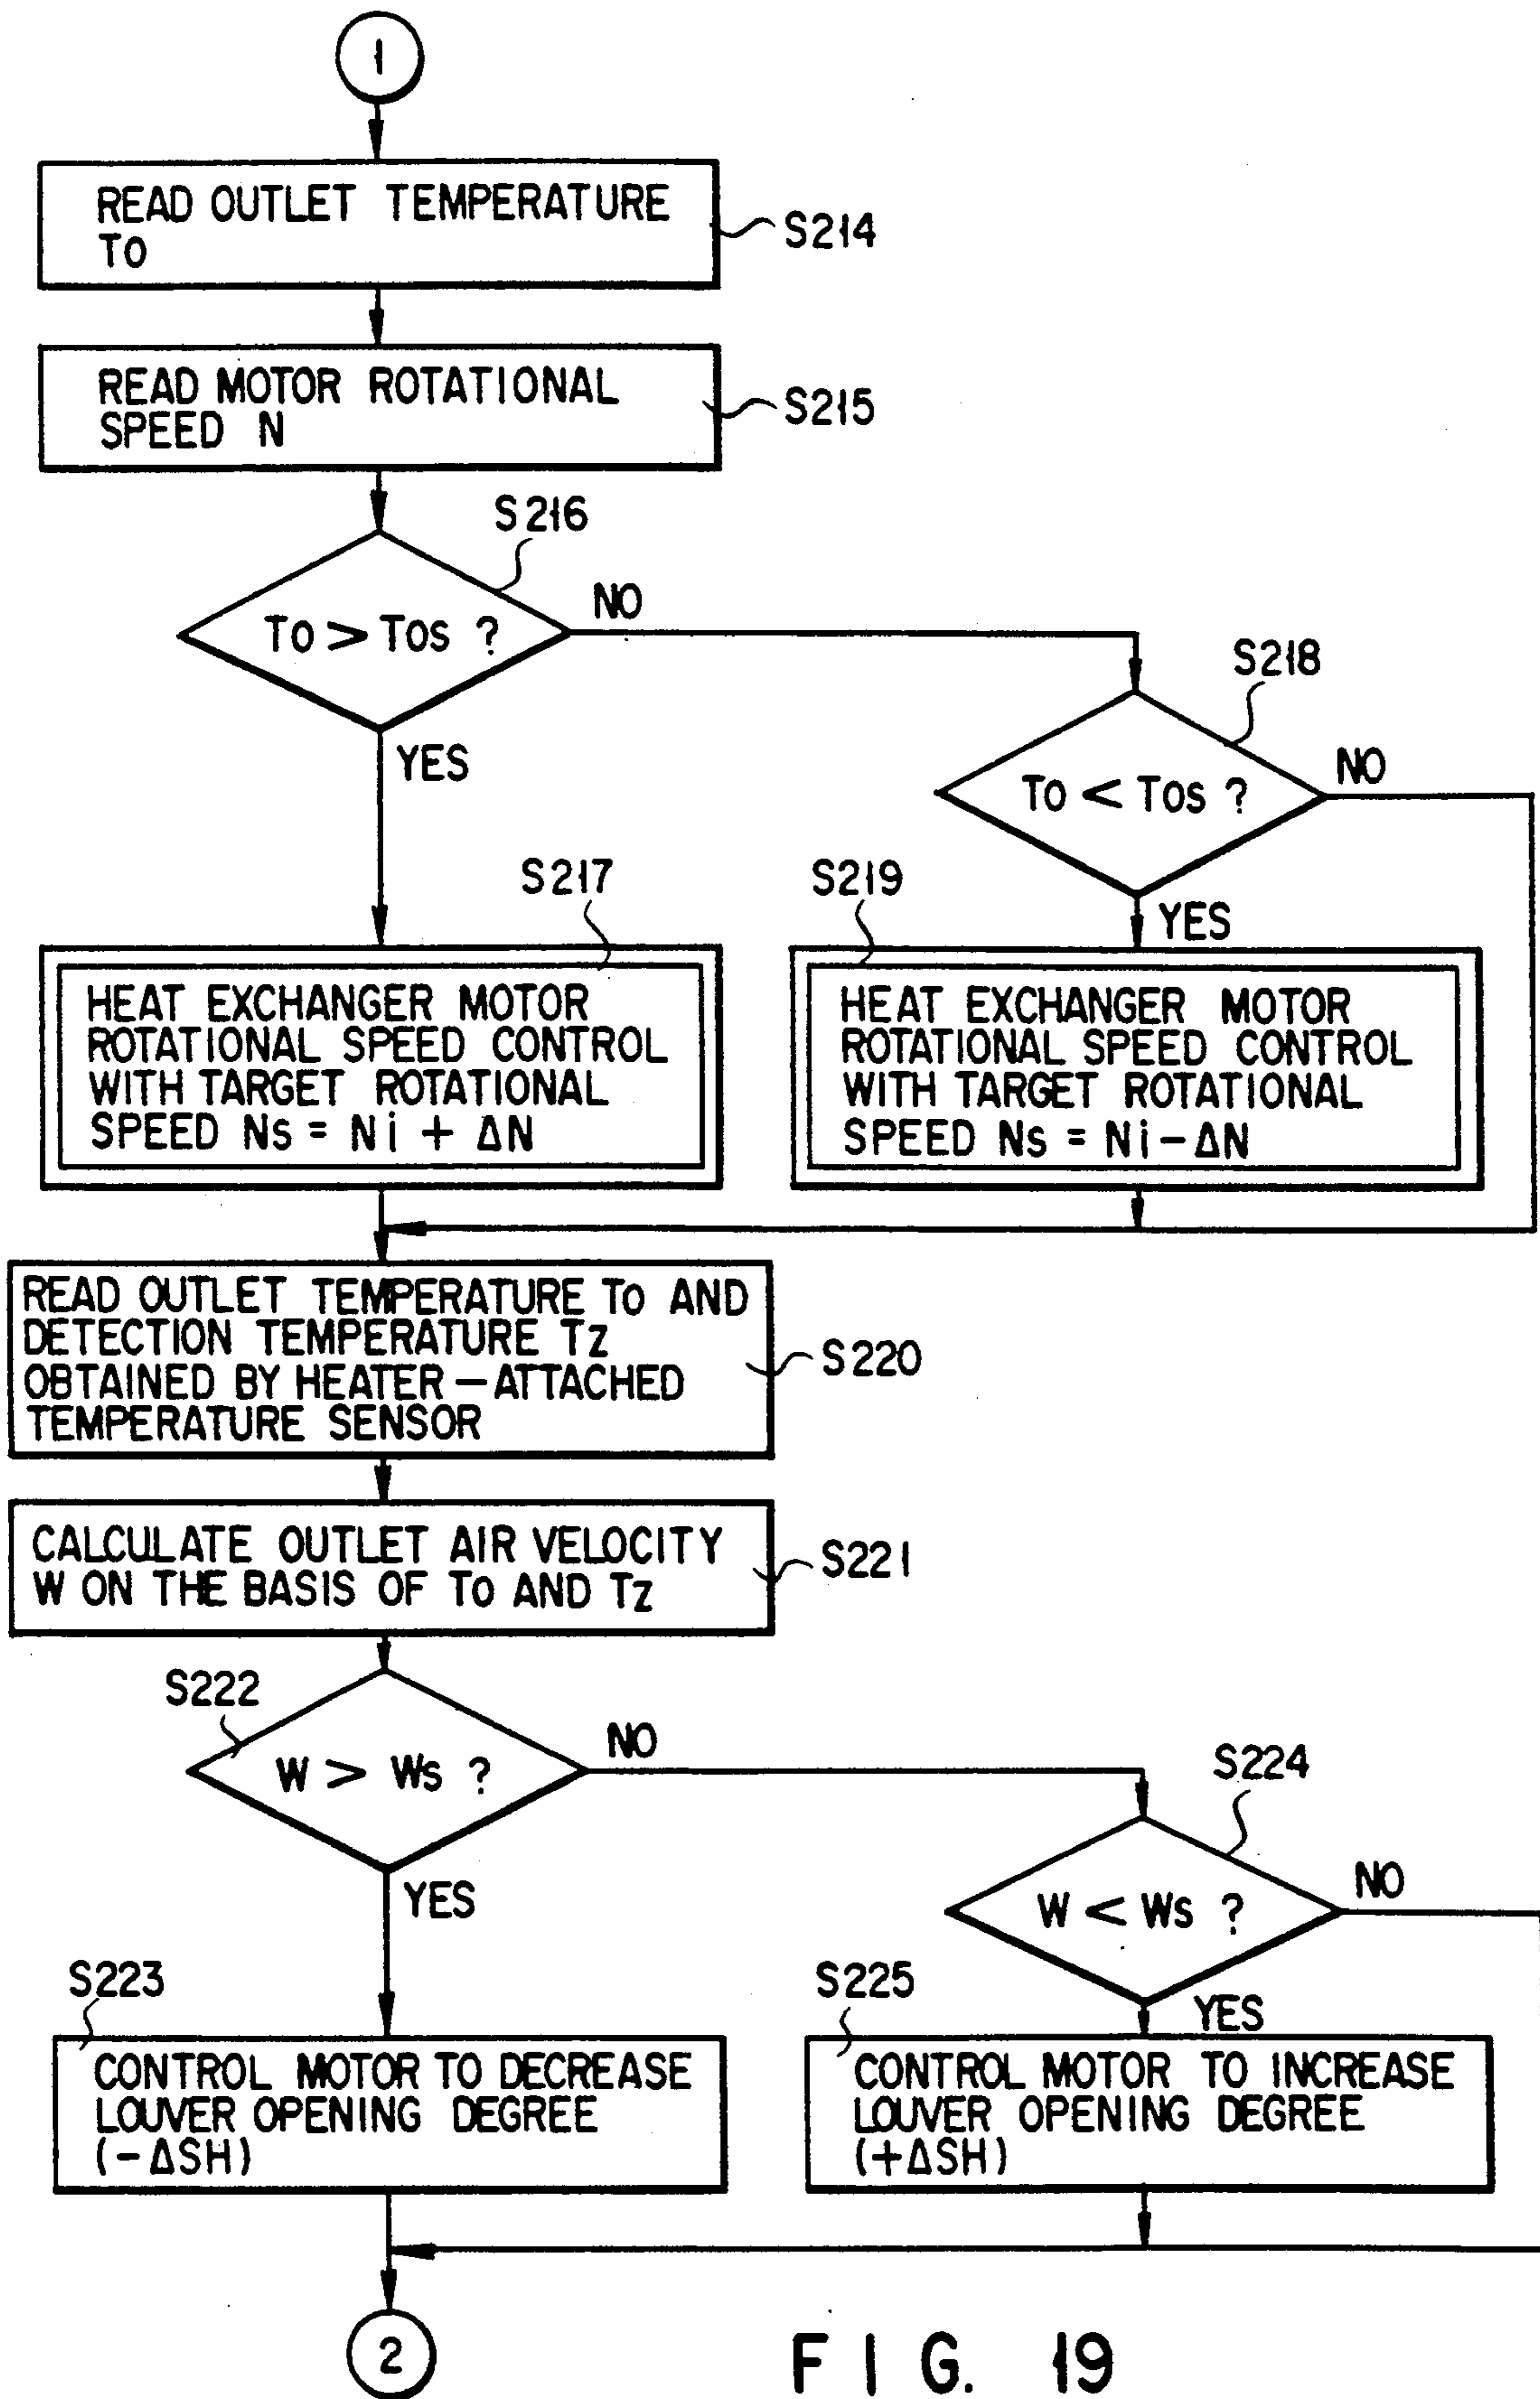 1
READ OUTLET TEMPERATURE
To
S214
READ MOTOR ROTATIONAL
SPEED N
S215
S216
To > Tos ?
NO
YES
S218
To < Tos ?
NO
YES
S217
HEAT EXCHANGER MOTOR
ROTATIONAL SPEED CONTROL
WITH TARGET ROTATIONAL
SPEED Ns = Ni + ΔN
S219
HEAT EXCHANGER MOTOR
ROTATIONAL SPEED CONTROL
WITH TARGET ROTATIONAL
SPEED Ns = Ni - ΔN
READ OUTLET TEMPERATURE To AND
DETECTION TEMPERATURE Tz
OBTAINED BY HEATER-ATTACHED
TEMPERATURE SENSOR
S220
CALCULATE OUTLET AIR VELOCITY
W ON THE BASIS OF To AND Tz
S221
S222
W > Ws ?
NO
YES
S224
W < Ws ?
NO
YES
S223
CONTROL MOTOR TO DECREASE
LOUVER OPENING DEGREE
(-ΔSH)
S225
CONTROL MOTOR TO INCREASE
LOUVER OPENING DEGREE
(+ΔSH)
2
FIG. 19